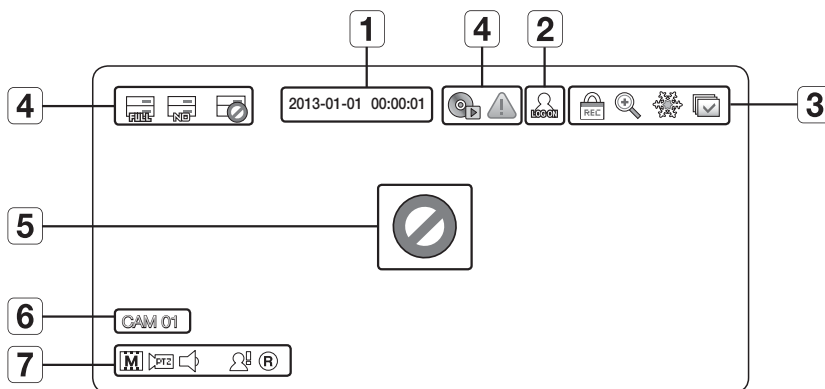 1
4
2
4
FULL
NO
2013-01-01 00:00:01
LOG ON
REC
3
5
6
CAM 01
7
M
PTZ
R